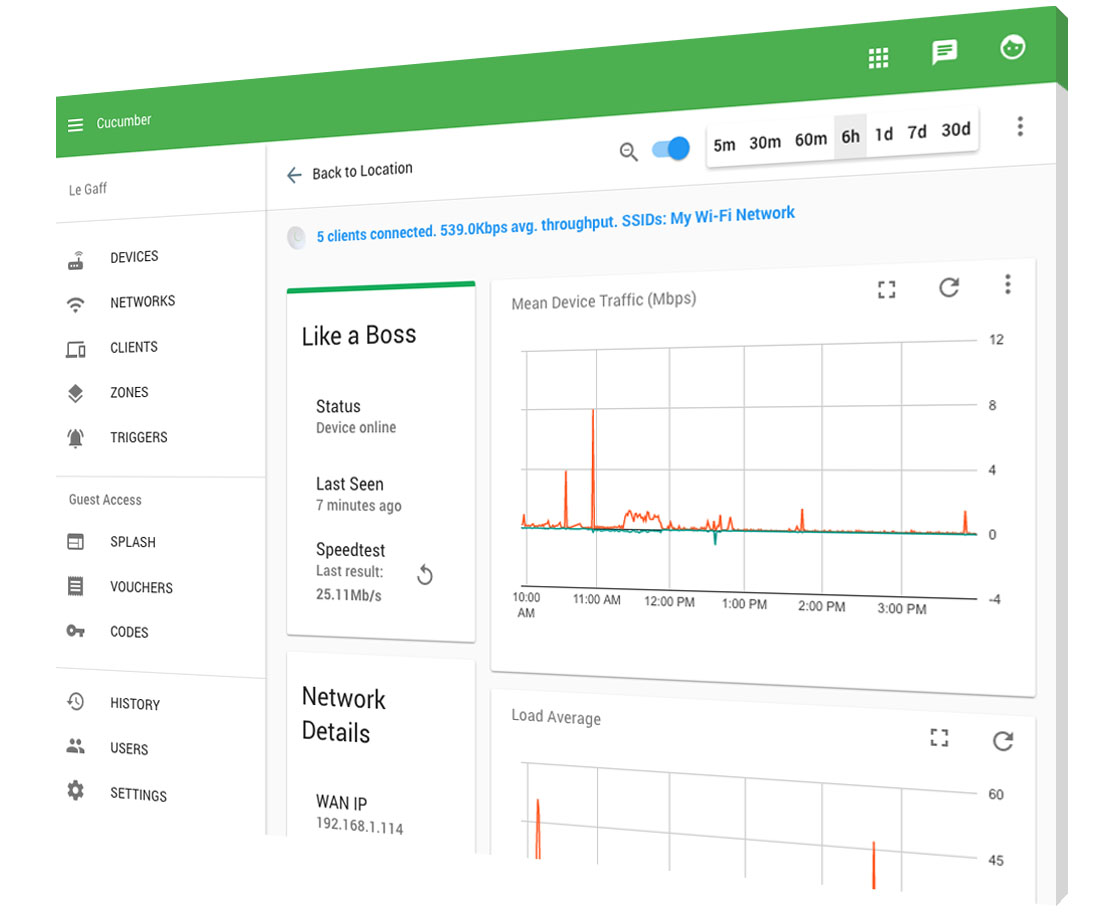 Cucumber
Le Gaff
DEVICES
NETWORKS
CLIENTS
ZONES
TRIGGERS
Guest Access
SPLASH
VOUCHERS
CODES
HISTORY
USERS
SETTINGS
Back to Location
5m 30m 60m 6h 1d 7d 30d
5 clients connected. 539.0Kbps avg. throughput. SSIDs: My Wi-Fi Network
Like a Boss
Status
Device online
Last Seen
7 minutes ago
Speedtest
Last result:
25.11Mb/s
Network
Details
WAN IP
192.168.1.114
Mean Device Traffic (Mbps)
12
8
4
0
-4
10:00
AM
11:00 AM
12:00 PM
1:00 PM
2:00 PM
3:00 PM
Load Average
60
45